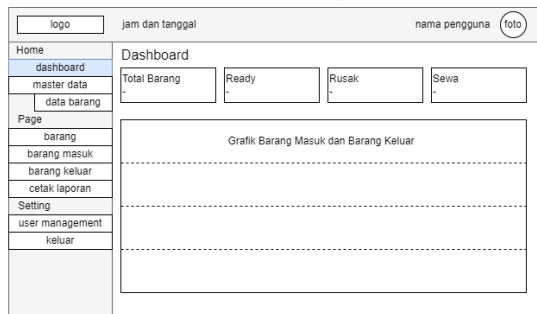 logo
jam dan tanggal
nama pengguna
foto
Home
dashboard
master data
data barang
Page
barang
barang masuk
barang keluar
cetak laporan
Setting
user management
keluar
Dashboard
Total Barang
-
Ready
-
Rusak
-
Sewa
-
Grafik Barang Masuk dan Barang Keluar